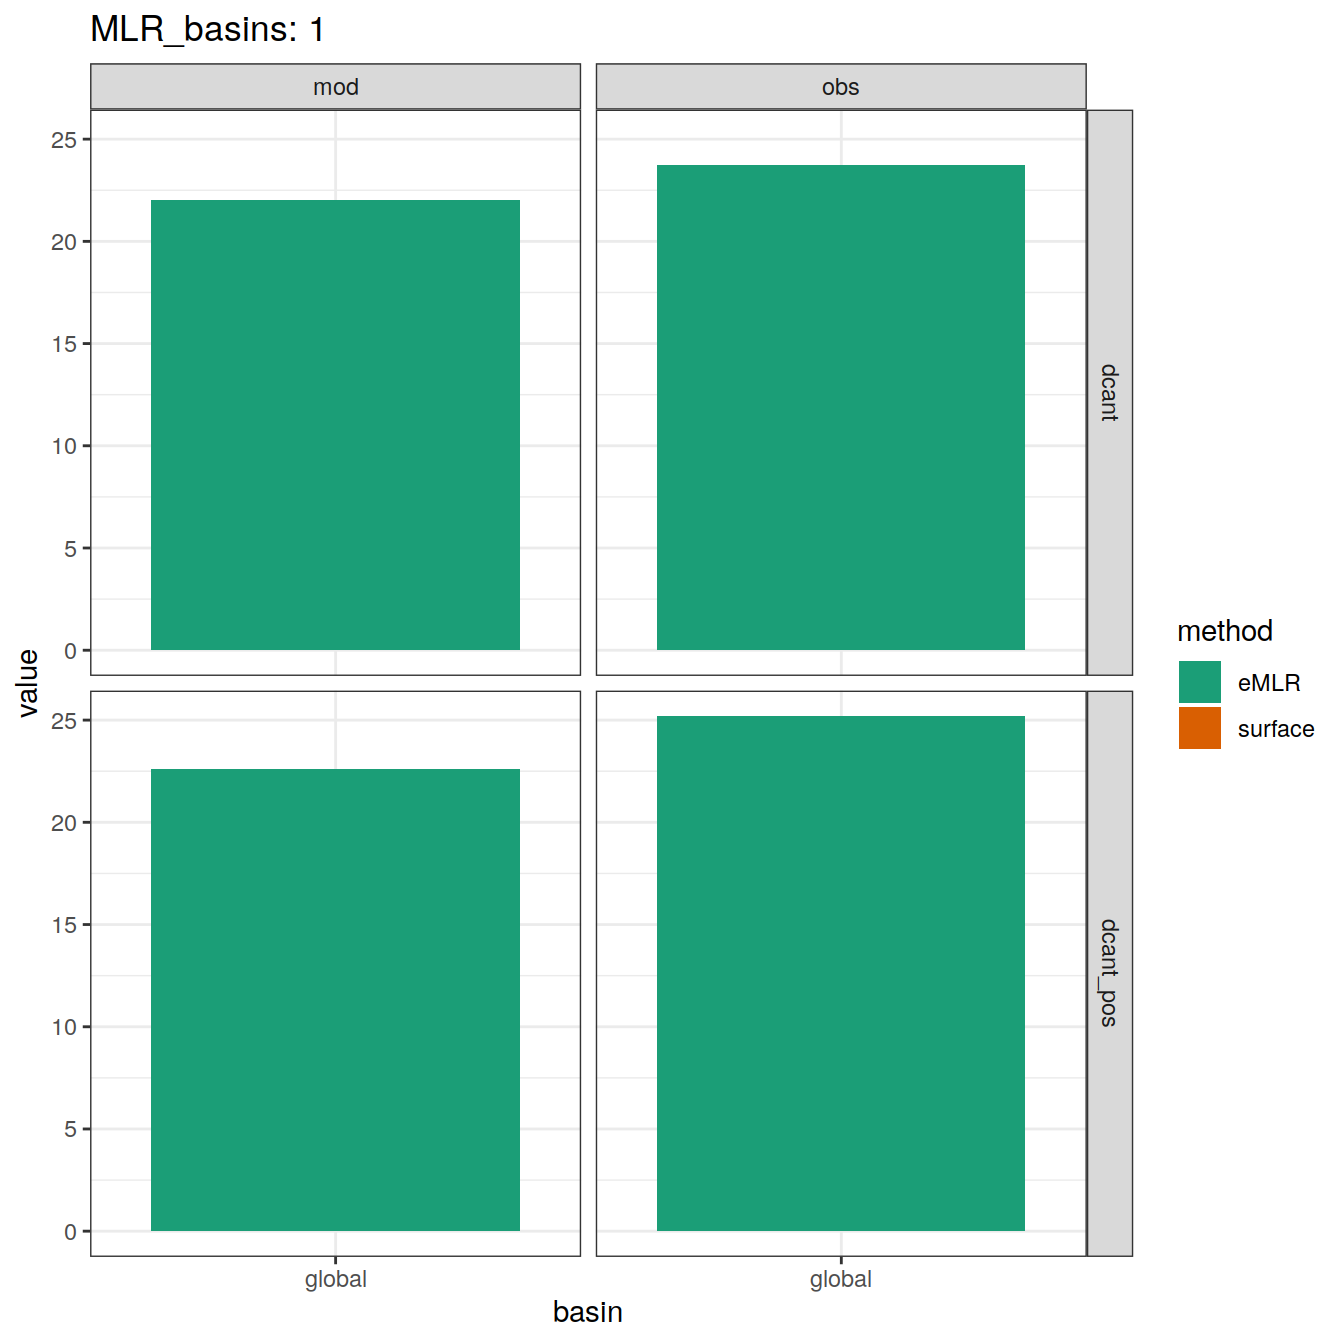 MLR_basins: 1
mod
obs
25
20
15
10
5
0
dcant
25
20
15
10
5
0
dcant_pos
value
global
global
basin
method
eMLR
surface